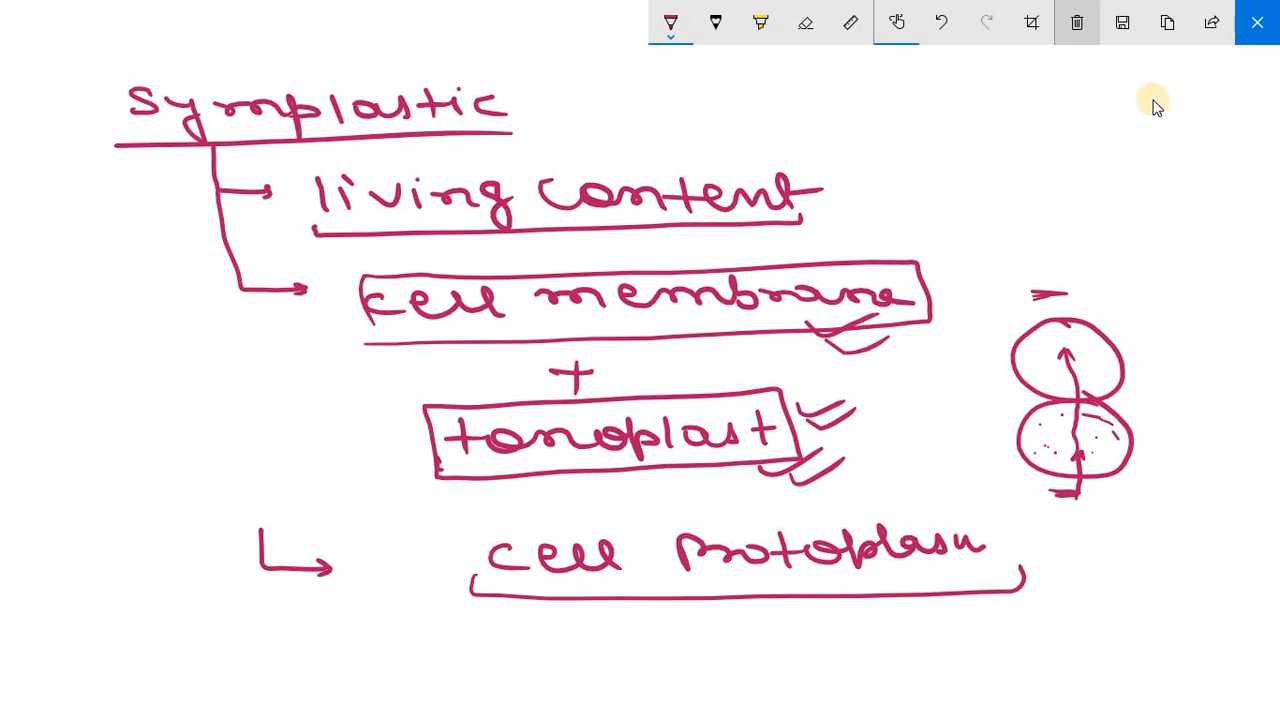 symplastic
living content
cell membrane
+
tonoplast
cell protoplasm